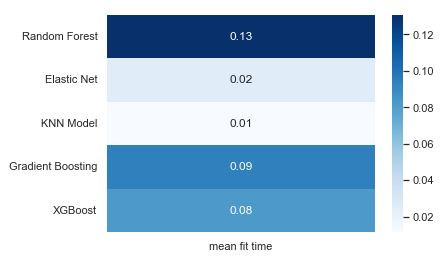 Random Forest 0.13
Elastic Net 0.02
KNN Model 0.01
Gradient Boosting 0.09
XGBoost 0.08
mean fit time
0.12
0.10
0.08
0.06
0.04
0.02